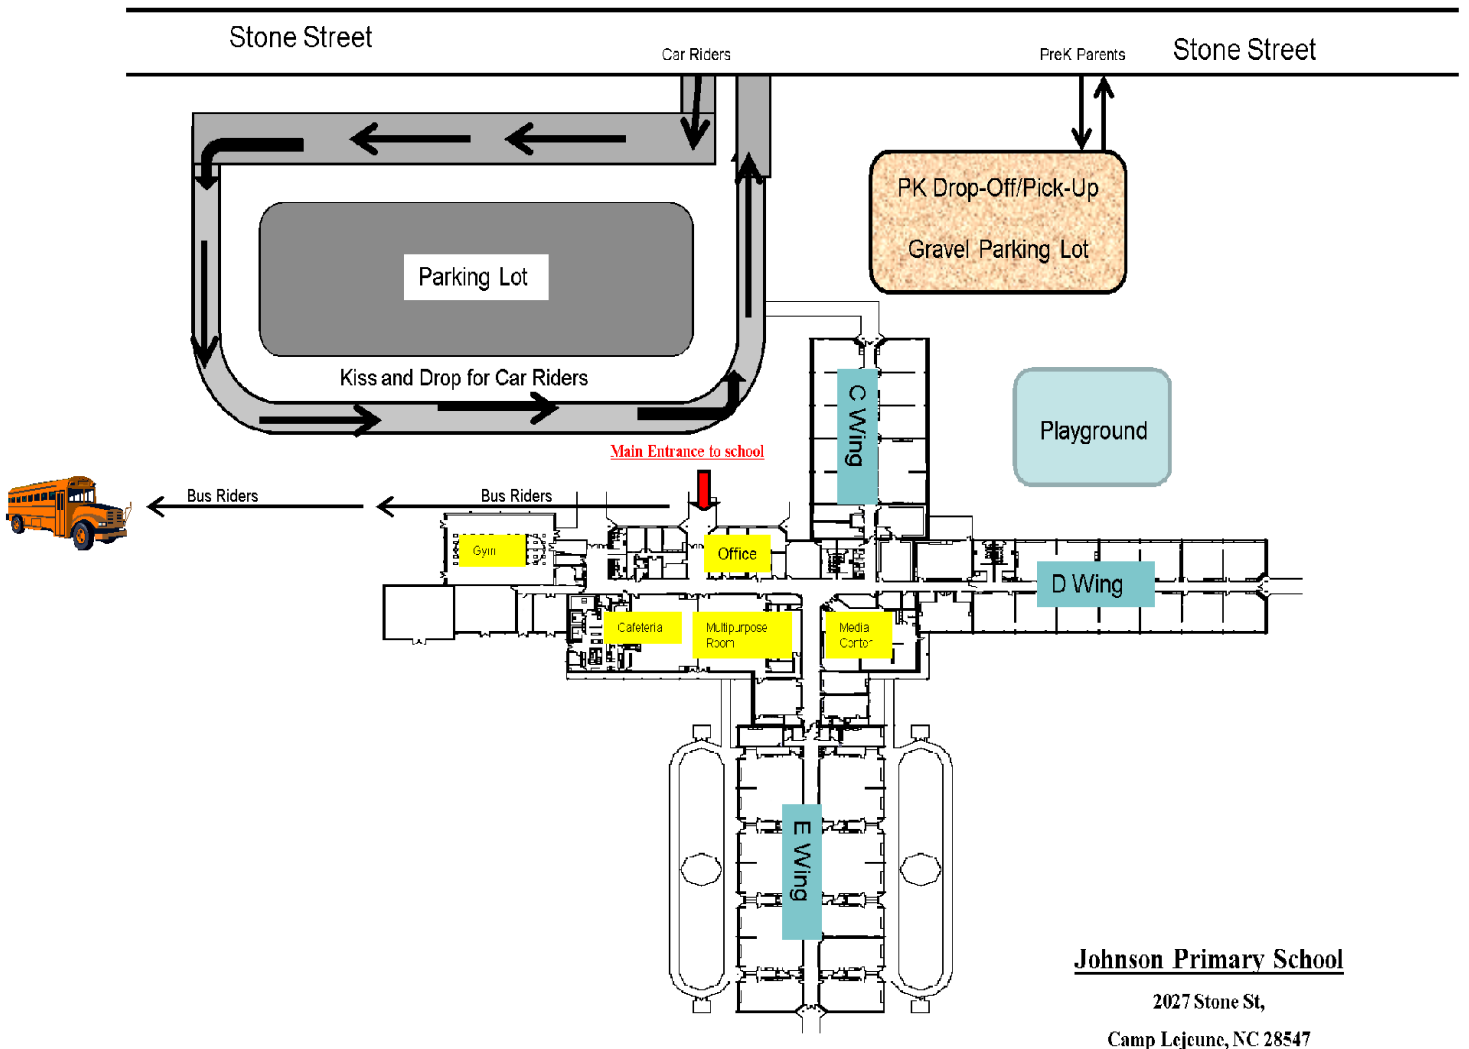 Stone Street
Car Riders
PreK Parents
Stone Street
PK Drop-Off/Pick-Up
Gravel Parking Lot
Parking Lot
Kiss and Drop for Car Riders
C Wing
Playground
Main Entrance to school
Bus Riders
Bus Riders
Gym
Office
D Wing
Cafeteria
Multipurpose
Room
Media
Center
E Wing
Johnson Primary School
2027 Stone St,
Camp Lejeune, NC 28547